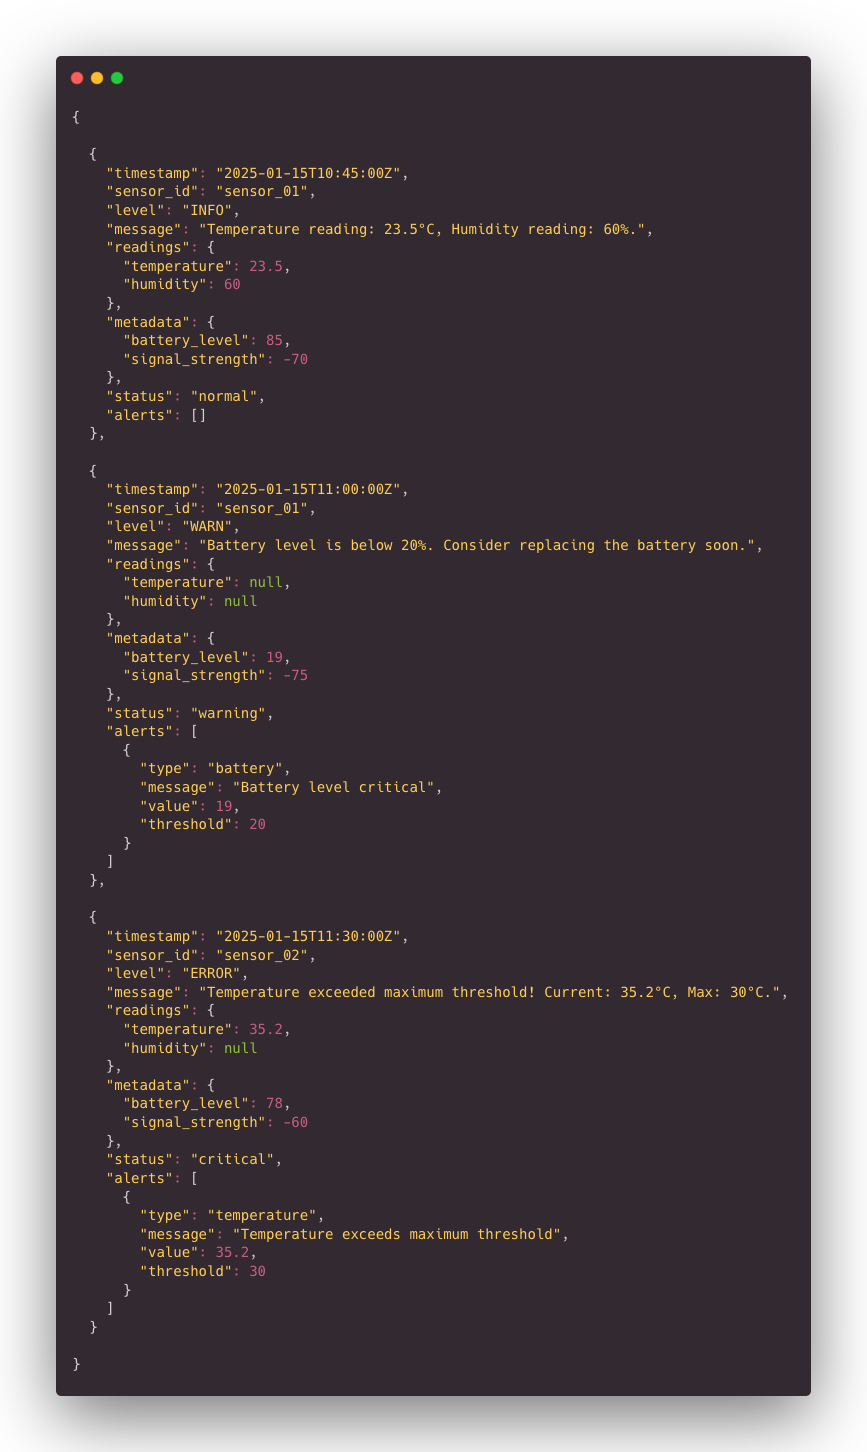 {
{
"timestamp": "2025-01-15T10:45:00Z",
"sensor_id": "sensor_01",
"level": "INFO",
"message": "Temperature reading: 23.5°C, Humidity reading: 60%.",
"readings": {
"temperature": 23.5,
"humidity": 60
},
"metadata": {
"battery_level": 85,
"signal_strength": -70
},
"status": "normal",
"alerts": []
},
{
"timestamp": "2025-01-15T11:00:00Z",
"sensor_id": "sensor_01",
"level": "WARN",
"message": "Battery level is below 20%. Consider replacing the battery soon.",
"readings": {
"temperature": null,
"humidity": null
},
"metadata": {
"battery_level": 19,
"signal_strength": -75
},
"status": "warning",
"alerts": [
{
"type": "battery",
"message": "Battery level critical",
"value": 19,
"threshold": 20
}
]
},
{
"timestamp": "2025-01-15T11:30:00Z",
"sensor_id": "sensor_02",
"level": "ERROR",
"message": "Temperature exceeded maximum threshold! Current: 35.2°C, Max: 30°C.",
"readings": {
"temperature": 35.2,
"humidity": null
},
"metadata": {
"battery_level": 78,
"signal_strength": -60
},
"status": "critical",
"alerts": [
{
"type": "temperature",
"message": "Temperature exceeds maximum threshold",
"value": 35.2,
"threshold": 30
}
]
}
}